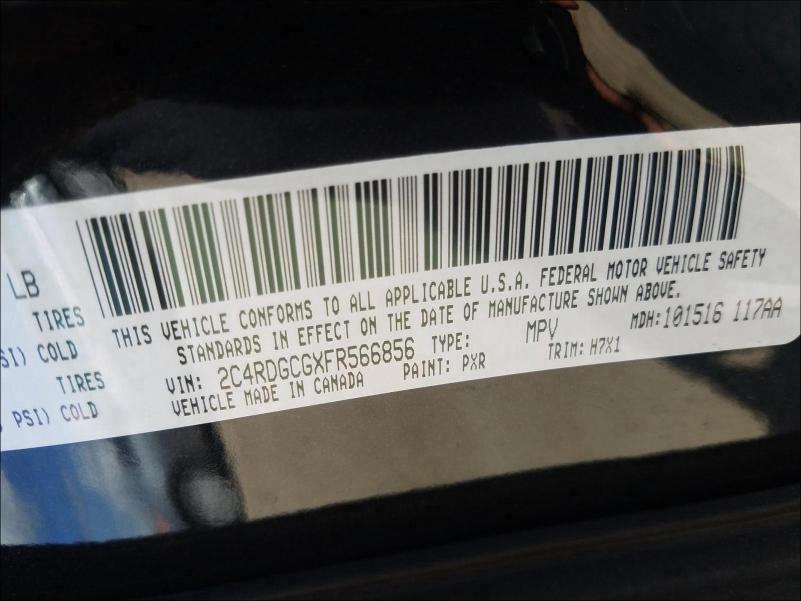 LB
TIRES
SI) COLD
TIRES
PSI) COLD
THIS VEHICLE CONFORMS TO ALL APPLICABLE U.S.A. FEDERAL MOTOR VEHICLE SAFETY
STANDARDS IN EFFECT ON THE DATE OF MANUFACTURE SHOWN ABOVE.
VIN: 2C4RDGCGXFR566856 TYPE: MPV MDH:101516 117AA
VEHICLE MADE IN CANADA PAINT: PXR TRIM: H7X1